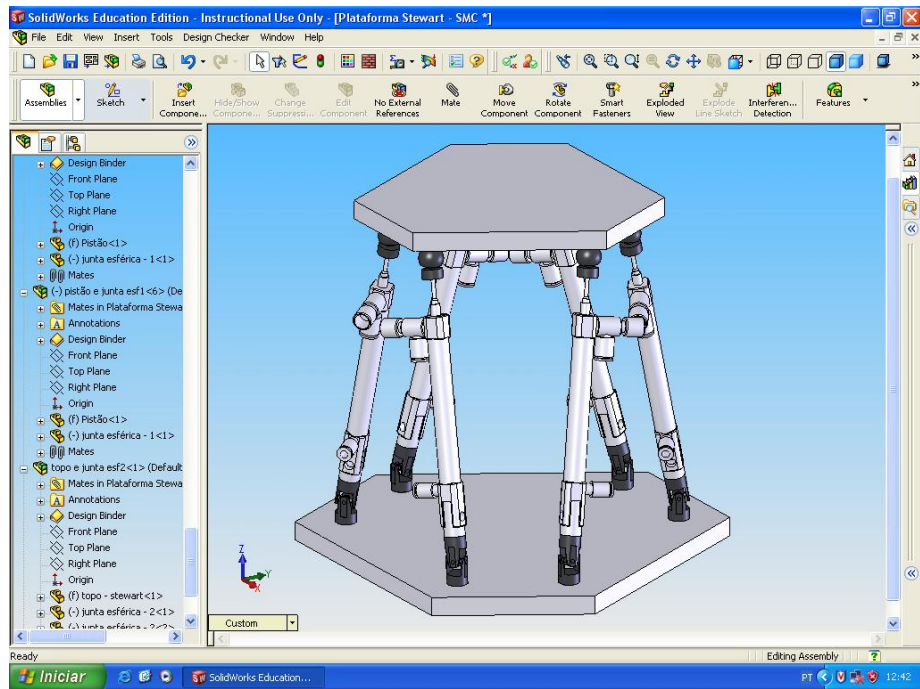 SolidWorks Education Edition - Instructional Use Only - [Plataforma Stewart - SMC *]
File Edit View Insert Tools Design Checker Window Help
Assemblies Sketch Insert Compone... Hide/Show Compone... Change Suppressi... Edit Component No External References Mate Move Component Rotate Component Smart Fasteners Exploded View Explode Line Sketch Interferen... Detection Features
Design Binder
Front Plane
Top Plane
Right Plane
Origin
(f) Pistão<1>
(-) junta esférica - 1<1>
Mates
(-) pistão e junta esf1<6> (De
Mates in Plataforma Stewa
Annotations
Design Binder
Front Plane
Top Plane
Right Plane
Origin
(f) Pistão<1>
(-) junta esférica - 1<1>
Mates
topo e junta esf2<1> (Default
Mates in Plataforma Stewa
Annotations
Design Binder
Front Plane
Top Plane
Right Plane
Origin
(f) topo - stewart<1>
(-) junta esférica - 2<1>
(-) junta esférica - 2<2>
Z
Y
X
Custom
Ready Editing Assembly
Iniciar SolidWorks Education... PT 12:42